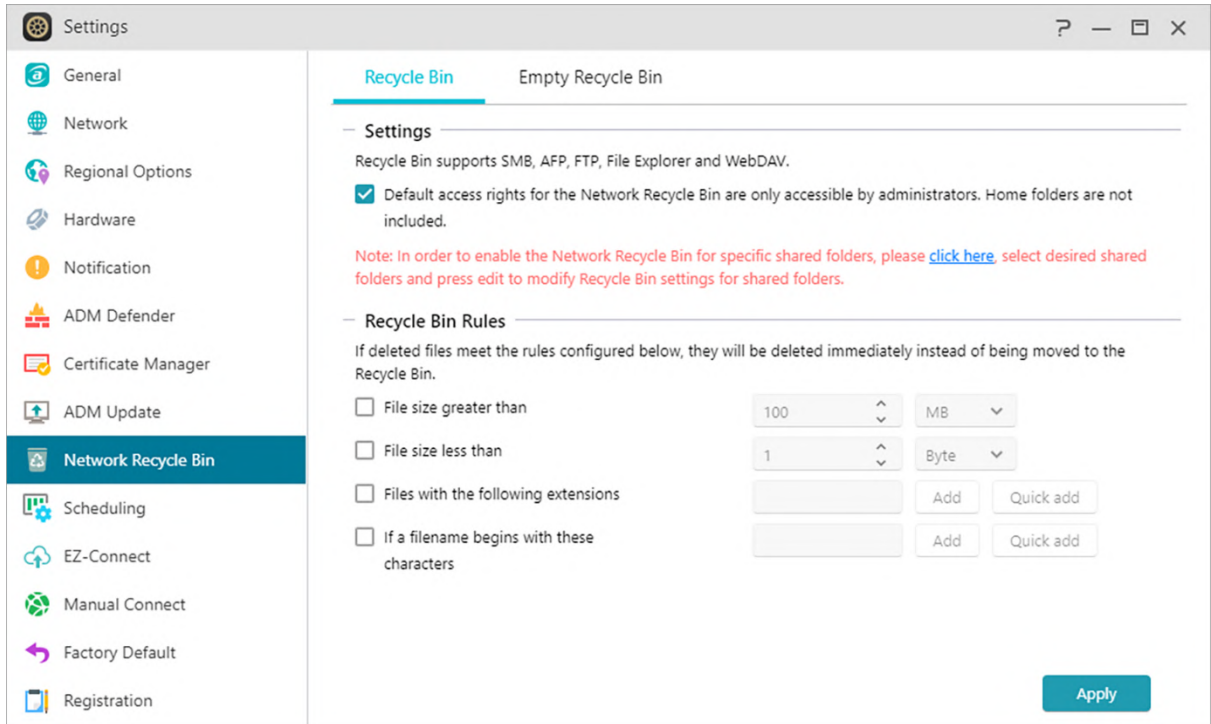 Settings
General
Network
Regional Options
Hardware
Notification
ADM Defender
Certificate Manager
ADM Update
Network Recycle Bin
Scheduling
EZ-Connect
Manual Connect
Factory Default
Registration
Recycle Bin Empty Recycle Bin
Settings
Recycle Bin supports SMB, AFP, FTP, File Explorer and WebDAV.
Default access rights for the Network Recycle Bin are only accessible by administrators. Home folders are not
included.
Note: In order to enable the Network Recycle Bin for specific shared folders, please click here, select desired shared
folders and press edit to modify Recycle Bin settings for shared folders.
Recycle Bin Rules
If deleted files meet the rules configured below, they will be deleted immediately instead of being moved to the
Recycle Bin.
File size greater than 100 MB
File size less than 1 Byte
Files with the following extensions Add Quick add
If a filename begins with these Add Quick add
characters
Apply